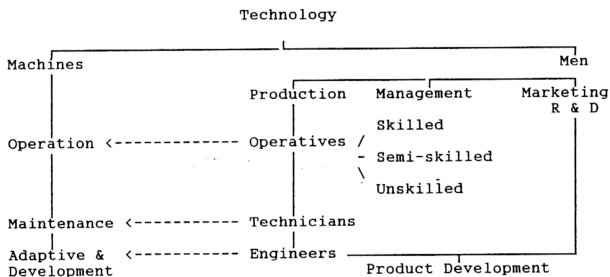 Technology
Machines Men
Production Management Marketing
R & D
Skilled
Operation <------------ Operatives / 
- Semi-skilled
\
Unskilled
Maintenance <----------- Technicians
Adaptive & <----------- Engineers
Development Product Development